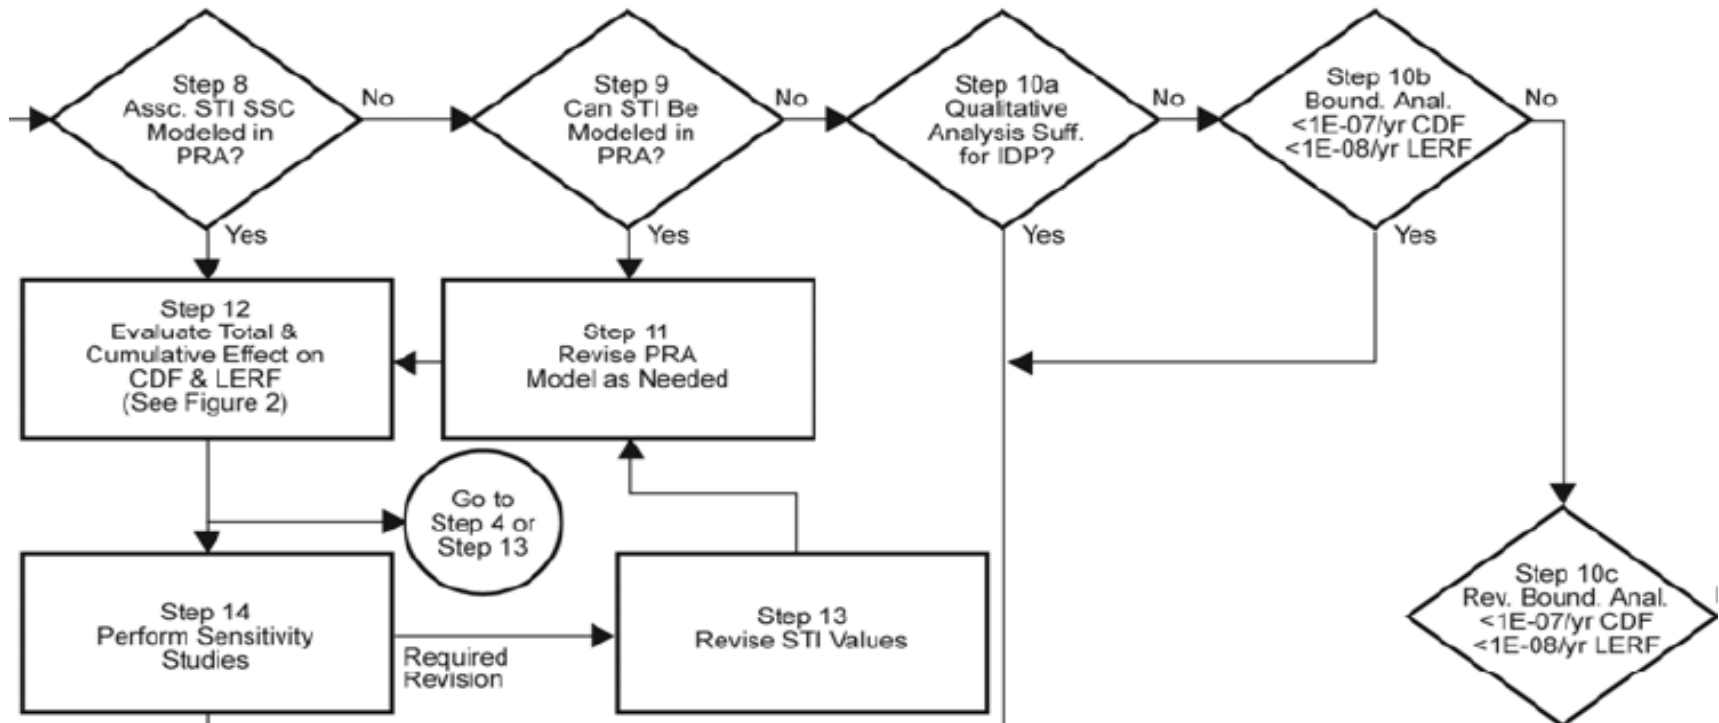 Step 8
Assc. STI SSC
Modeled in
PRA?
No
Yes
Step 9
Can STI Be
Modeled in
PRA?
No
Yes
Step 10a
Qualitative
Analysis Suff.
for IDP?
No
Yes
Step 10b
Bound. Anal.
<1E-07/yr CDF
<1E-08/yr LERF
No
Yes
Step 12
Evaluate Total &
Cumulative Effect on
CDF & LERF
(See Figure 2)
Step 11
Revise PRA
Model as Needed
Go to
Step 4 or
Step 13
Step 14
Perform Sensitivity
Studies
Required
Revision
Step 13
Revise STI Values
Step 10c
Rev. Bound. Anal.
<1E-07/yr CDF
<1E-08/yr LERF